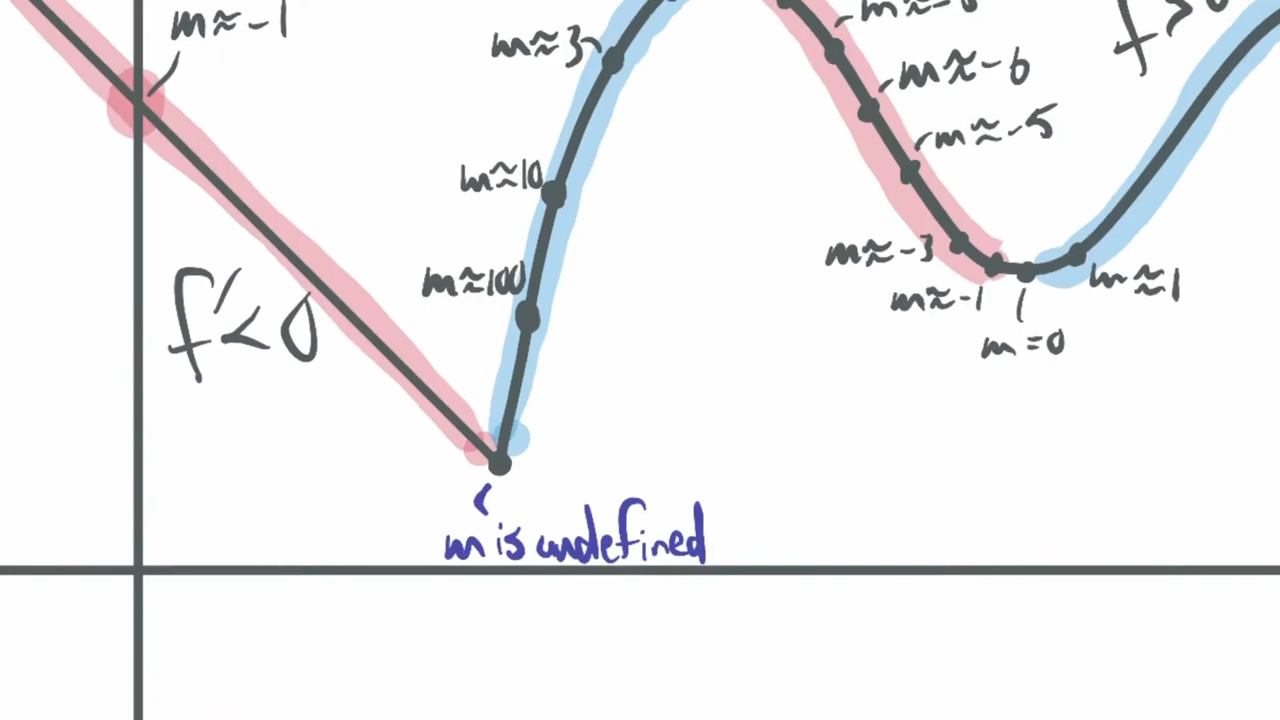 m≈-1
m≈3
m≈-6
m≈-5
m≈10
m≈-3
m≈100
m≈-1
m≈1
m=0
f'<0
m is undefined